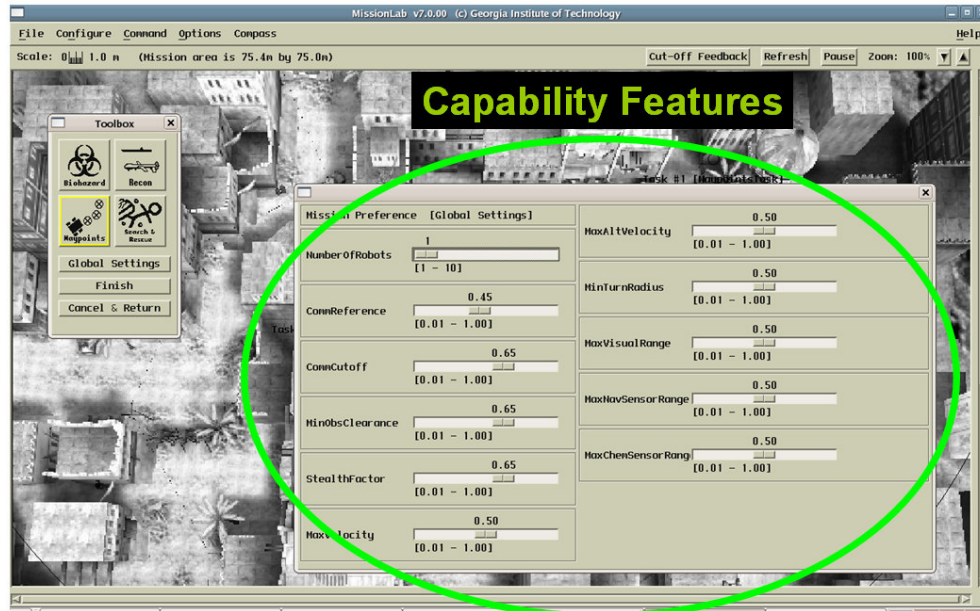 MissionLab v7.0.00 (c) Georgia Institute of Technology
File Configure Command Options Compass Help
Scale: 0 1.0 m (Mission area is 75.4m by 75.0m) Cut-Off Feedback Refresh Pause Zoom: 100%
Capability Features
Toolbox
Biohazard Recon
Waypoints Search & Rescue
Global Settings
Finish
Cancel & Return
Task #1 [WaypointsTask]
Task
Mission Preference [Global Settings]
1
NumberOfRobots
[1 - 10]
0.45
CommReference
[0.01 - 1.00]
0.65
CommCutoff
[0.01 - 1.00]
0.65
MinObsClearance
[0.01 - 1.00]
0.65
StealthFactor
[0.01 - 1.00]
0.50
MaxVelocity
[0.01 - 1.00]
0.50
MaxAltVelocity
[0.01 - 1.00]
0.50
MinTurnRadius
[0.01 - 1.00]
0.50
MaxVisualRange
[0.01 - 1.00]
0.50
MaxNavSensorRange
[0.01 - 1.00]
0.50
MaxChemSensorRang
[0.01 - 1.00]